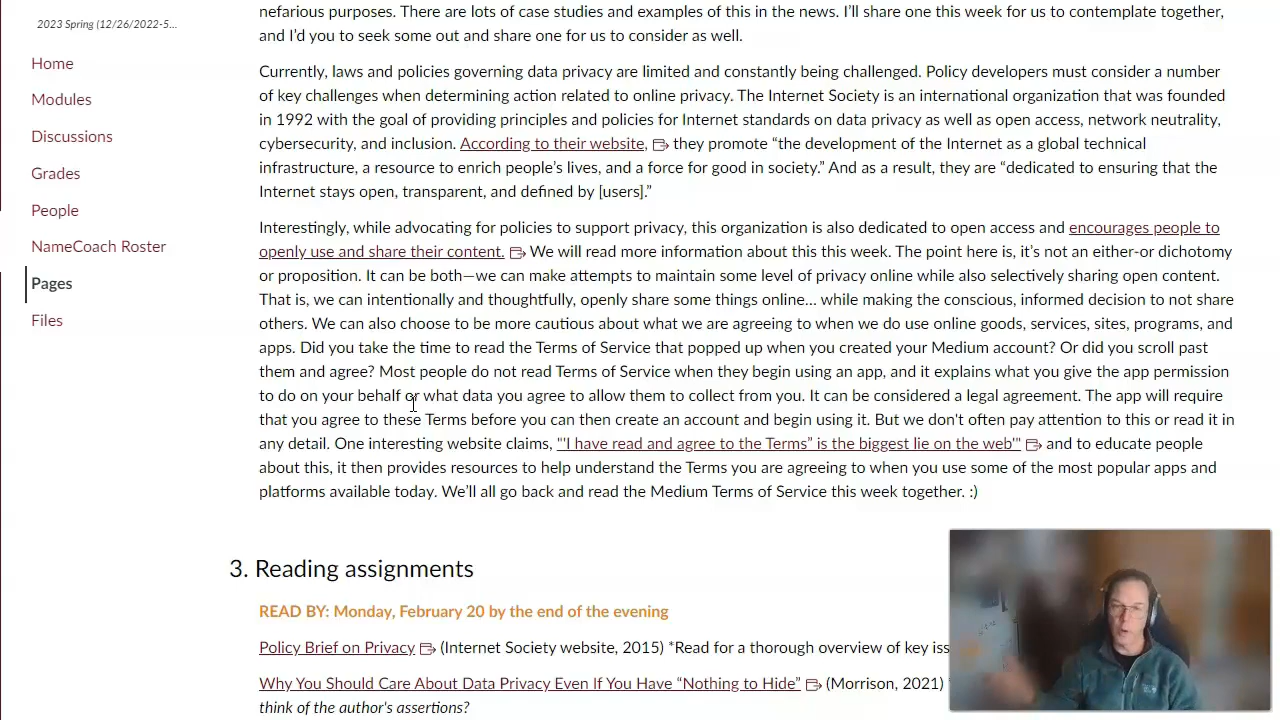 2023 Spring (12/26/2022-5...
Home
Modules
Discussions
Grades
People
NameCoach Roster
Pages
Files
nefarious purposes. There are lots of case studies and examples of this in the news. I'll share one this week for us to contemplate together,
and I'd you to seek some out and share one for us to consider as well.
Currently, laws and policies governing data privacy are limited and constantly being challenged. Policy developers must consider a number
of key challenges when determining action related to online privacy. The Internet Society is an international organization that was founded
in 1992 with the goal of providing principles and policies for Internet standards on data privacy as well as open access, network neutrality,
cybersecurity, and inclusion. According to their website, they promote “the development of the Internet as a global technical
infrastructure, a resource to enrich people's lives, and a force for good in society.” And as a result, they are “dedicated to ensuring that the
Internet stays open, transparent, and defined by [users].”
Interestingly, while advocating for policies to support privacy, this organization is also dedicated to open access and encourages people to
openly use and share their content. We will read more information about this this week. The point here is, it's not an either-or dichotomy
or proposition. It can be both—we can make attempts to maintain some level of privacy online while also selectively sharing open content.
That is, we can intentionally and thoughtfully, openly share some things online... while making the conscious, informed decision to not share
others. We can also choose to be more cautious about what we are agreeing to when we do use online goods, services, sites, programs, and
apps. Did you take the time to read the Terms of Service that popped up when you created your Medium account? Or did you scroll past
them and agree? Most people do not read Terms of Service when they begin using an app, and it explains what you give the app permission
to do on your behalf or what data you agree to allow them to collect from you. It can be considered a legal agreement. The app will require
that you agree to these Terms before you can then create an account and begin using it. But we don't often pay attention to this or read it in
any detail. One interesting website claims, "'I have read and agree to the Terms” is the biggest lie on the web'" and to educate people
about this, it then provides resources to help understand the Terms you are agreeing to when you use some of the most popular apps and
platforms available today. We'll all go back and read the Medium Terms of Service this week together. :)
3. Reading assignments
READ BY: Monday, February 20 by the end of the evening
Policy Brief on Privacy (Internet Society website, 2015) *Read for a thorough overview of key iss
Why You Should Care About Data Privacy Even If You Have “Nothing to Hide” (Morrison, 2021)
think of the author's assertions?